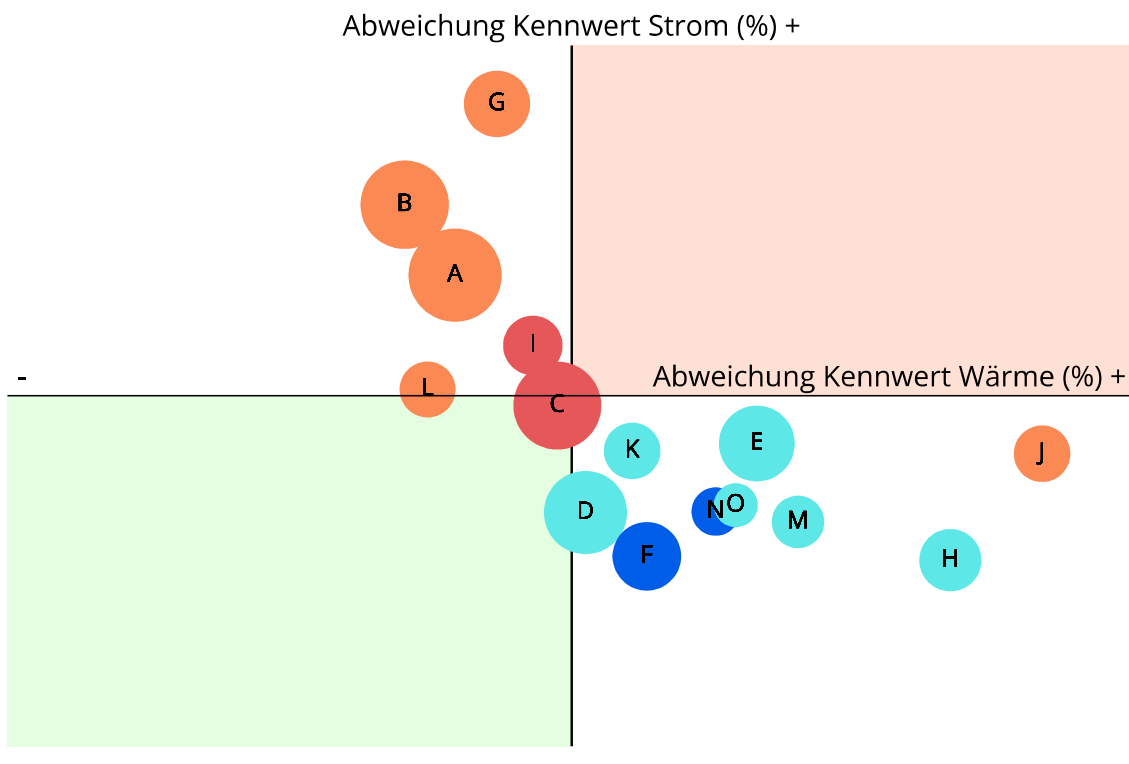 Abweichung Kennwert Strom (%) +
G
B
A
I
-
Abweichung Kennwert Wärme (%) +
L
C
E
K
J
O
N
D
M
F
H